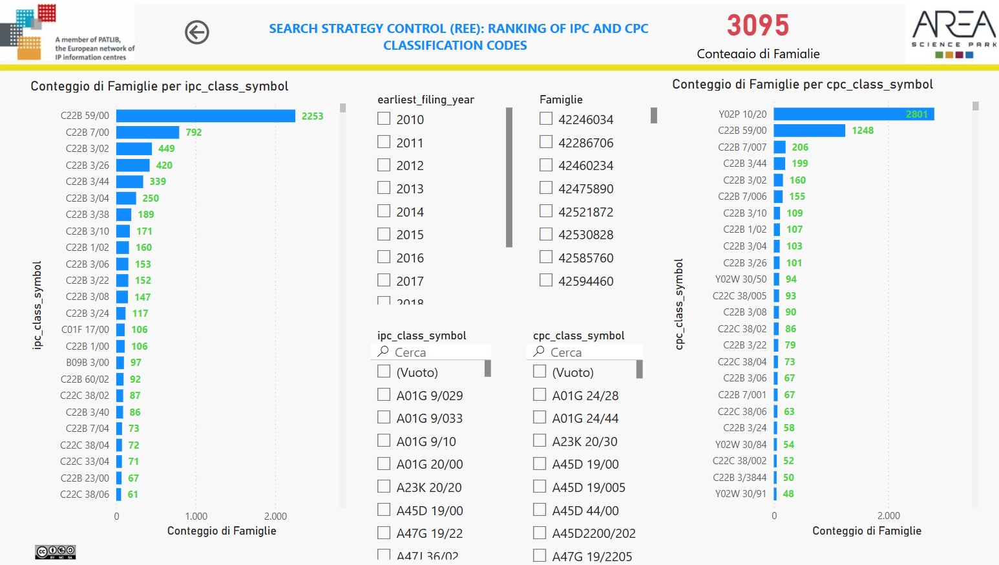 A member of PATLIB,
the European network of
IP information centres
SEARCH STRATEGY CONTROL (REE): RANKING OF IPC AND CPC
CLASSIFICATION CODES
3095
Conteggio di Famiglie
AREA
SCIENCE PARK
Conteggio di Famiglie per ipc_class_symbol
ipc_class_symbol
C22B 59/00 2253
C22B 7/00 792
C22B 3/02 449
C22B 3/26 420
C22B 3/44 339
C22B 3/04 250
C22B 3/38 189
C22B 3/10 171
C22B 1/02 160
C22B 3/06 153
C22B 3/22 152
C22B 3/08 147
C22B 3/24 117
C01F 17/00 106
C22B 1/00 106
B09B 3/00 97
C22B 60/02 92
C22C 38/02 87
C22B 3/40 86
C22B 7/04 73
C22C 38/04 72
C22C 33/04 71
C22B 23/00 67
C22C 38/06 61
0 1.000 2.000
Conteggio di Famiglie
BY NC SA
earliest_filing_year
2010
2011
2012
2013
2014
2015
2016
2017
2018
Famiglie
42246034
42286706
42460234
42475890
42521872
42530828
42585760
42594460
ipc_class_symbol
Cerca
(Vuoto)
A01G 9/029
A01G 9/033
A01G 9/10
A01G 20/00
A23K 20/20
A45D 19/00
A47G 19/22
A47J 36/02
cpc_class_symbol
Cerca
(Vuoto)
A01G 24/28
A01G 24/44
A23K 20/30
A45D 19/00
A45D 19/005
A45D 44/00
A45D2200/202
A47G 19/2205
Conteggio di Famiglie per cpc_class_symbol
cpc_class_symbol
Y02P 10/20 2801
C22B 59/00 1248
C22B 7/007 206
C22B 3/44 199
C22B 3/02 160
C22B 7/006 155
C22B 3/10 109
C22B 1/02 107
C22B 3/04 103
C22B 3/26 101
Y02W 30/50 94
C22C 38/005 93
C22B 3/08 90
C22C 38/02 86
C22B 3/22 79
C22C 38/04 73
C22B 3/06 67
C22B 7/001 67
C22C 38/06 63
C22B 3/24 58
Y02W 30/84 54
C22C 38/002 52
C22B 3/3844 50
Y02W 30/91 48
0 2.000
Conteggio di Famiglie